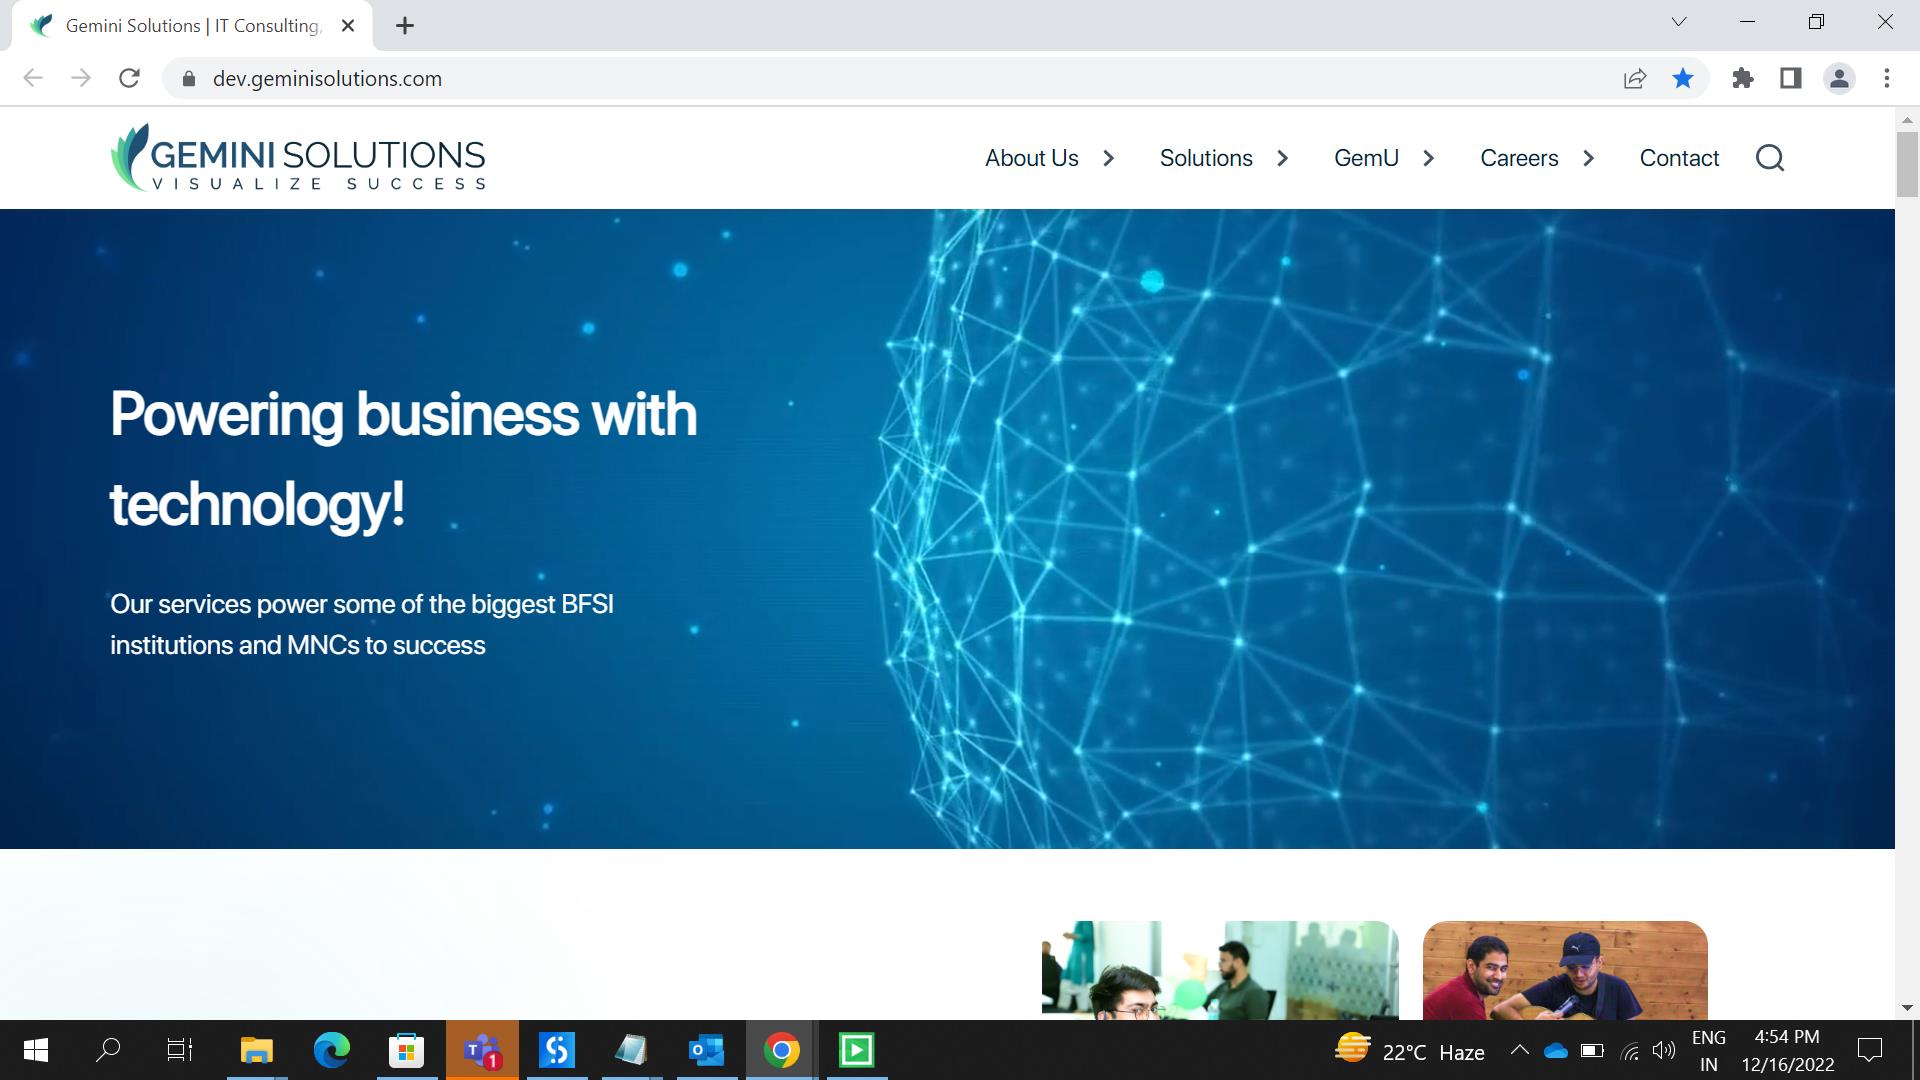 Gemini Solutions | IT Consulting,
dev.geminisolutions.com
GEMINI SOLUTIONS
VISUALIZE SUCCESS
About Us
Solutions
GemU
Careers
Contact
Powering business with
technology!
Our services power some of the biggest BFSI
institutions and MNCs to success
1
22°C Haze
ENG
IN
4:54 PM
12/16/2022